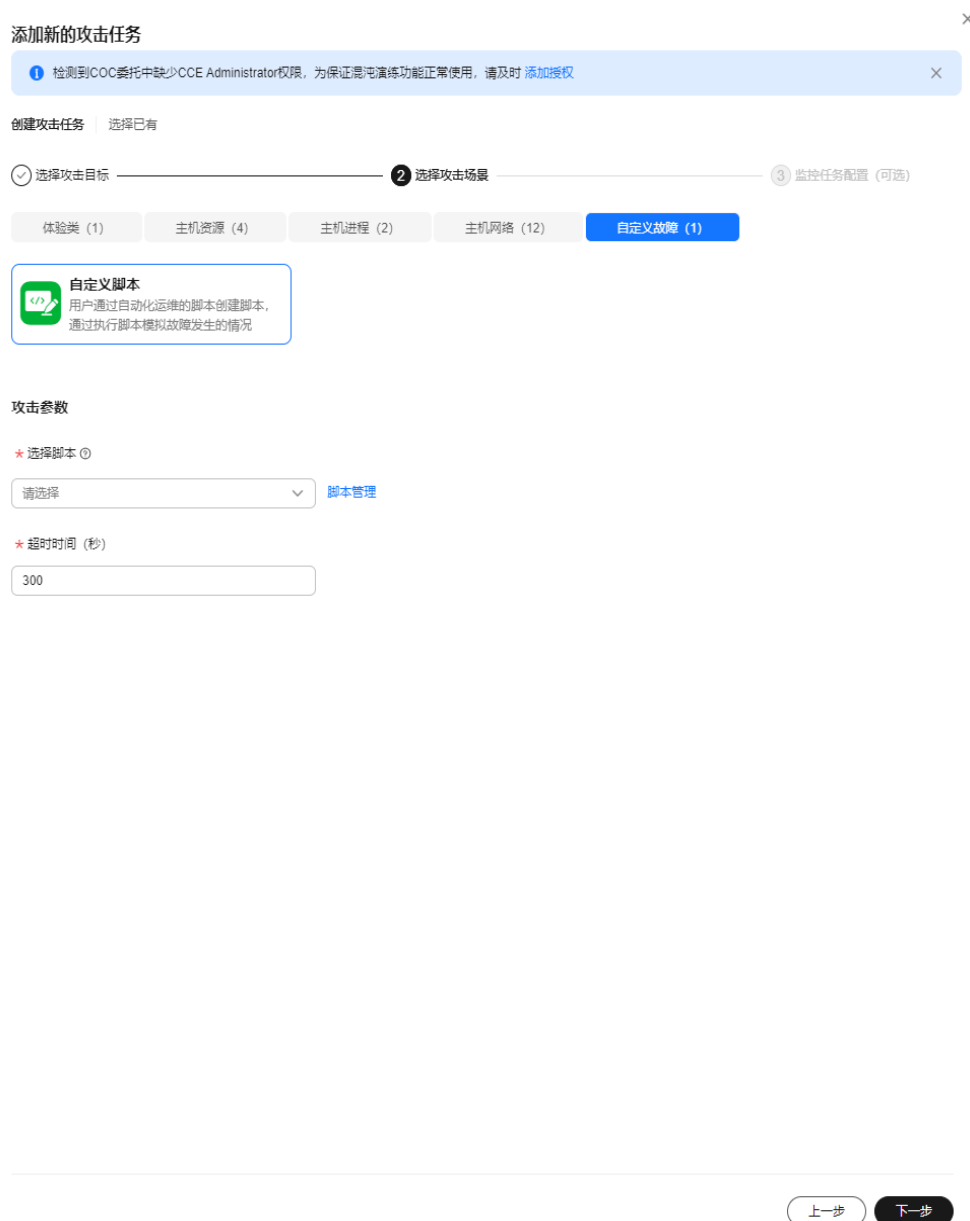 添加新的攻击任务
检测到COC委托中缺少CCE Administrator权限，为保证混沌演练功能正常使用，请及时 添加授权
创建攻击任务 选择已有
选择攻击目标 2 选择攻击场景 3 监控任务配置（可选）
体验类（1） 主机资源（4） 主机进程（2） 主机网络（12） 自定义故障（1）
自定义脚本
用户通过自动化运维的脚本创建脚本，
通过执行脚本模拟故障发生的情况
攻击参数
* 选择脚本
请选择 脚本管理
* 超时时间（秒）
300
上一步 下一步